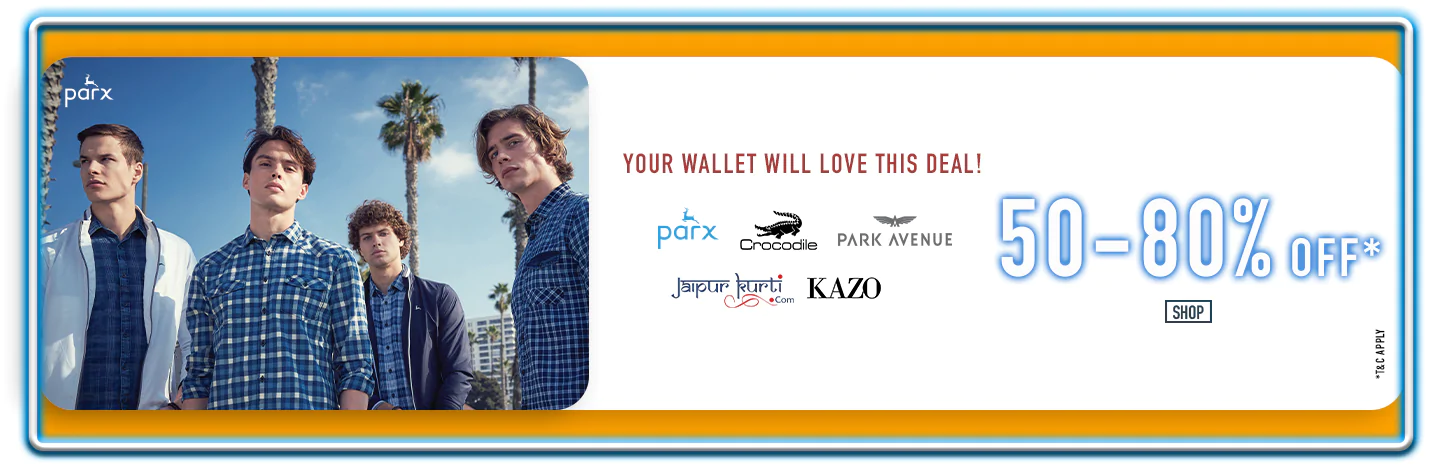 parx
YOUR WALLET WILL LOVE THIS DEAL!
parx Crocodile PARK AVENUE
Jaipur kurti.Com KAZO
50-80% OFF*
SHOP
*T&C APPLY